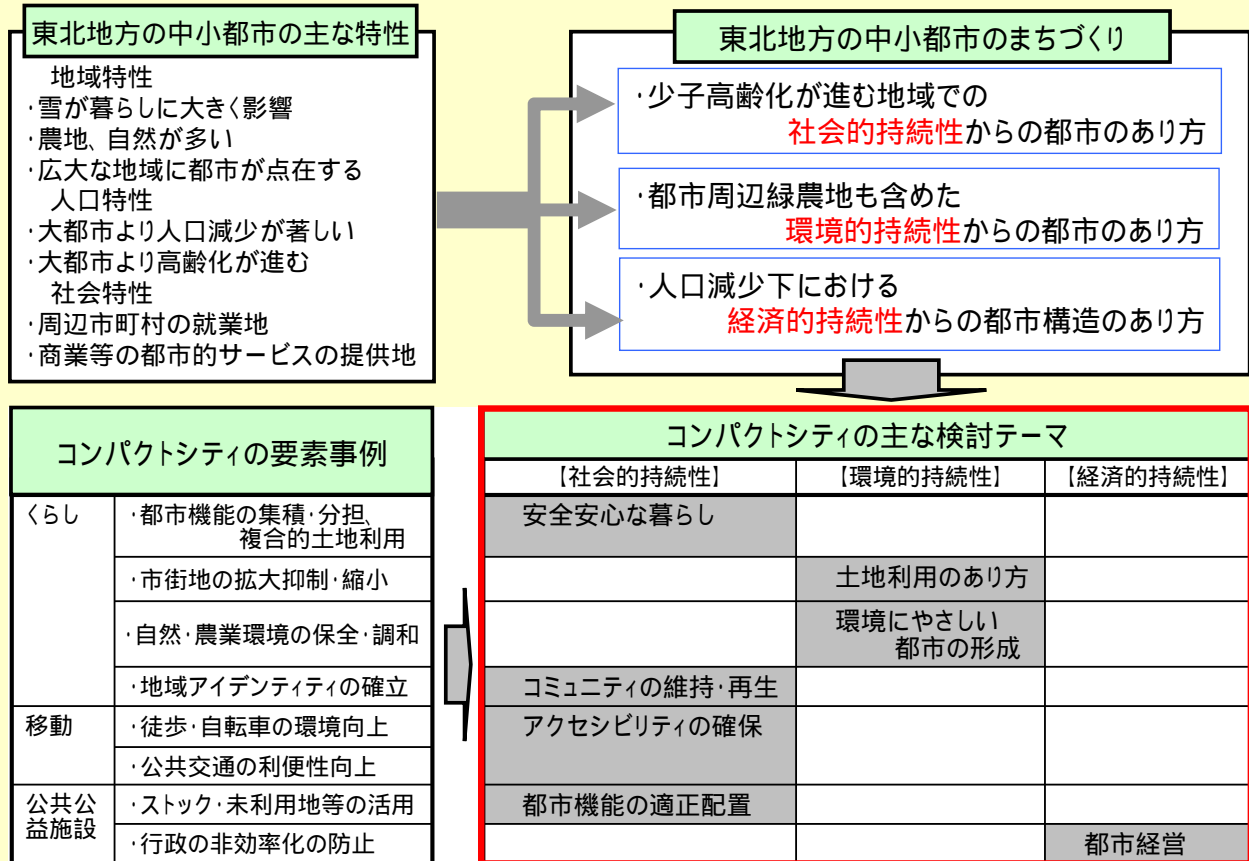 東北地方の中小都市の主な特性
地域特性
・雪が暮らしに大きく影響
・農地、自然が多い
・広大な地域に都市が点在する
人口特性
・大都市より人口減少が著しい
・大都市より高齢化が進む
社会特性
・周辺市町村の就業地
・商業等の都市的サービスの提供地
東北地方の中小都市のまちづくり
・少子高齢化が進む地域での
社会的持続性からの都市のあり方
・都市周辺緑農地も含めた
環境的持続性からの都市のあり方
・人口減少下における
経済的持続性からの都市構造のあり方
コンパクトシティの要素事例
くらし
・都市機能の集積・分担、
複合的土地利用
・市街地の拡大抑制・縮小
・自然・農業環境の保全・調和
・地域アイデンティティの確立
移動
・徒歩・自転車の環境向上
・公共交通の利便性向上
公共公
益施設
・ストック・未利用地等の活用
・行政の非効率化の防止
コンパクトシティの主な検討テーマ
【社会的持続性】
【環境的持続性】
【経済的持続性】
安全安心な暮らし
土地利用のあり方
環境にやさしい
都市の形成
コミュニティの維持・再生
アクセシビリティの確保
都市機能の適正配置
都市経営